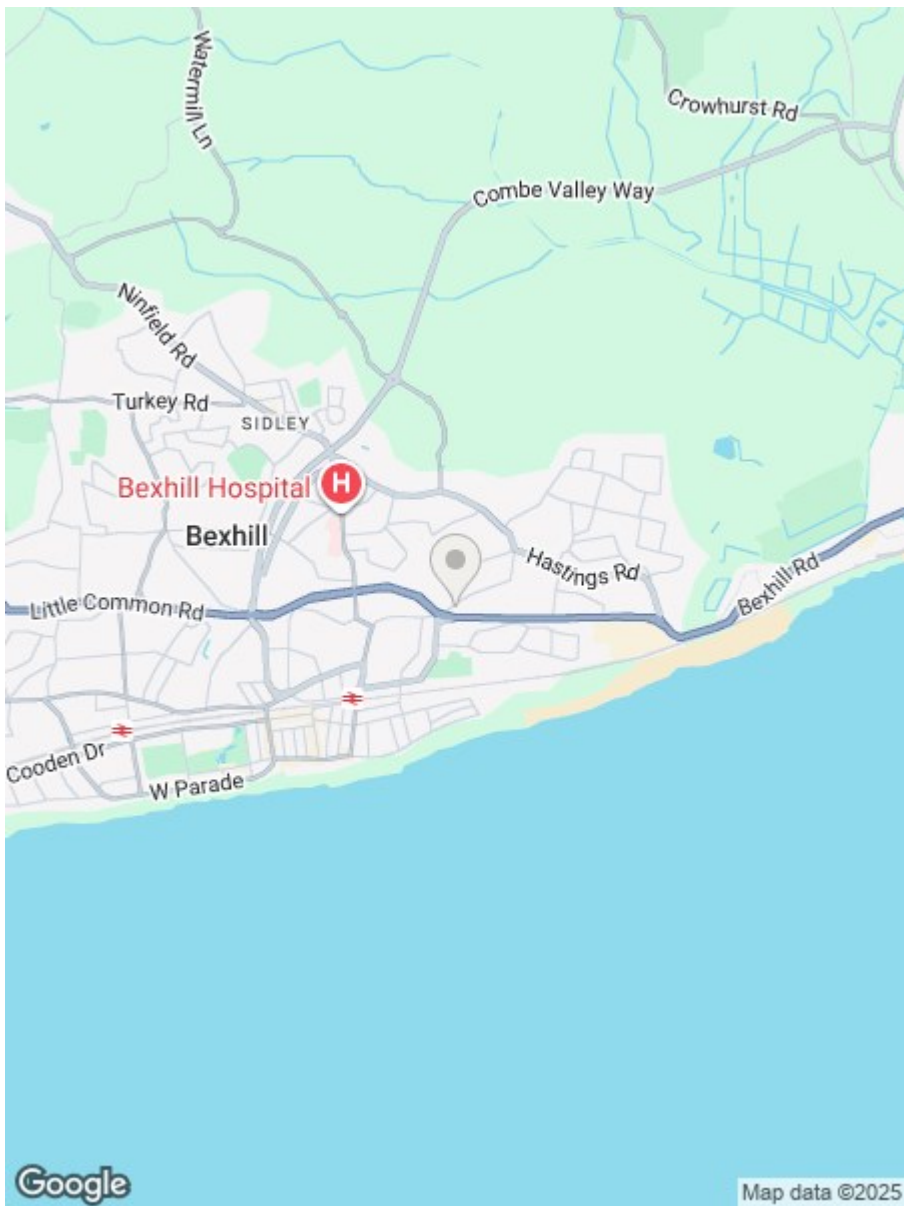 Watermill Ln
Crowhurst Rd
Combe Valley Way
Ninfield Rd
Turkey Rd
SIDLEY
Bexhill Hospital
H
Bexhill
Hastings Rd
Bexhill Rd
Little Common Rd
Cooden Dr
W Parade
Google
Map data ©2025